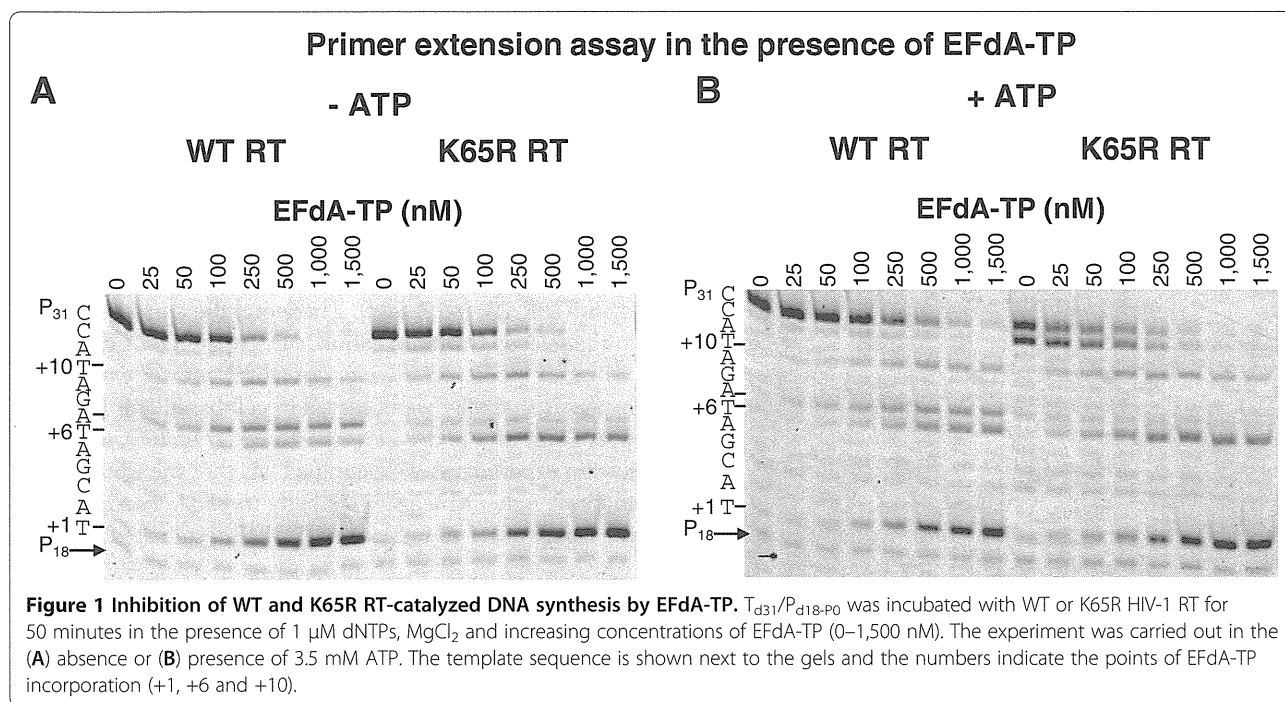 Primer extension assay in the presence of EFdA-TP
A
- ATP
WT RT K65R RT
EFdA-TP (nM)
0 25 50 100 250 500 1,000 1,500 0 25 50 100 250 500 1,000 1,500
P31
C
C
A
+10 T
A
G
A
+6 T
A
G
C
A
+1 T
P18
B
+ ATP
WT RT K65R RT
EFdA-TP (nM)
0 25 50 100 250 500 1,000 1,500 0 25 50 100 250 500 1,000 1,500
P31
C
C
A
+10 T
A
G
A
+6 T
A
G
C
A
+1 T
P18
Figure 1 Inhibition of WT and K65R RT-catalyzed DNA synthesis by EFdA-TP. Td31/Pd18-P0 was incubated with WT or K65R HIV-1 RT for
50 minutes in the presence of 1 μM dNTPs, MgCl2 and increasing concentrations of EFdA-TP (0–1,500 nM). The experiment was carried out in the
(A) absence or (B) presence of 3.5 mM ATP. The template sequence is shown next to the gels and the numbers indicate the points of EFdA-TP
incorporation (+1, +6 and +10).